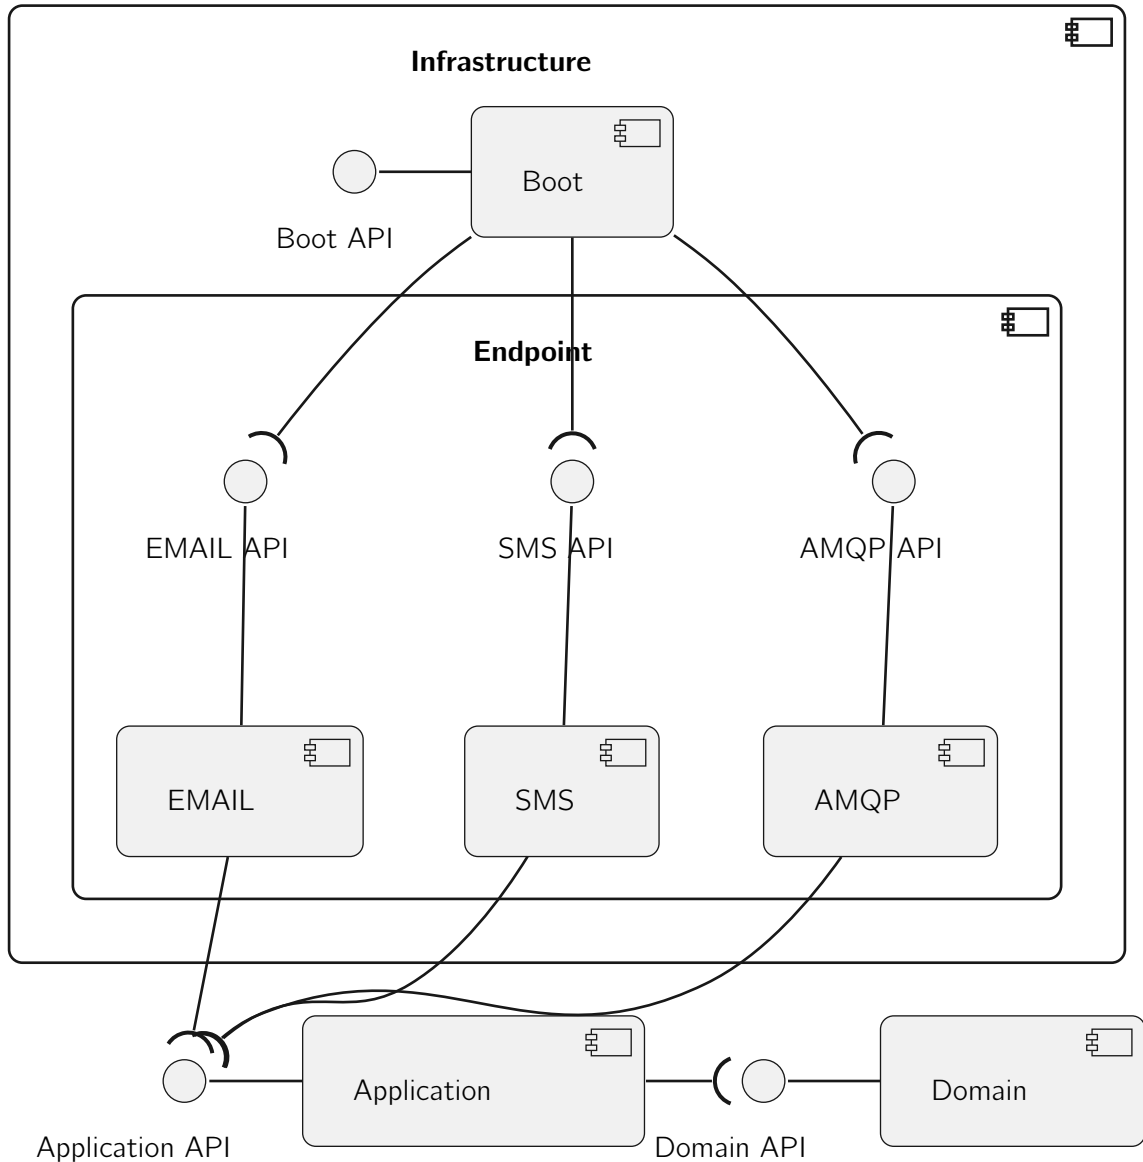 Infrastructure
Boot
Boot API
Endpoint
EMAIL API
SMS API
AMQP API
EMAIL
SMS
AMQP
Application
Domain
Application API
Domain API